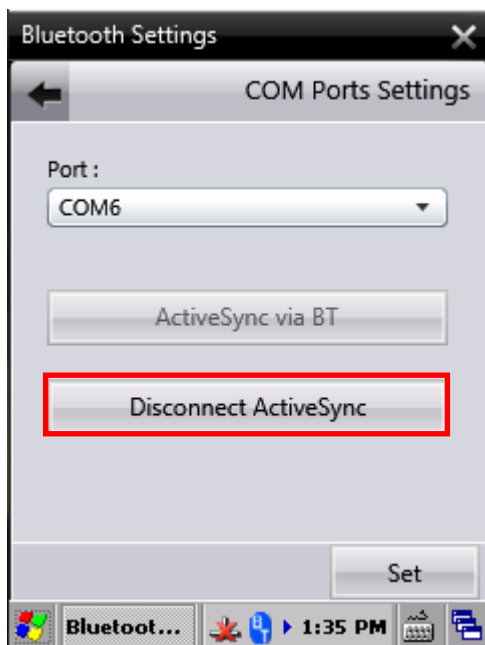 Bluetooth Settings
COM Ports Settings
Port :
COM6
ActiveSync via BT
Disconnect ActiveSync
Set
Bluetoot... 1:35 PM